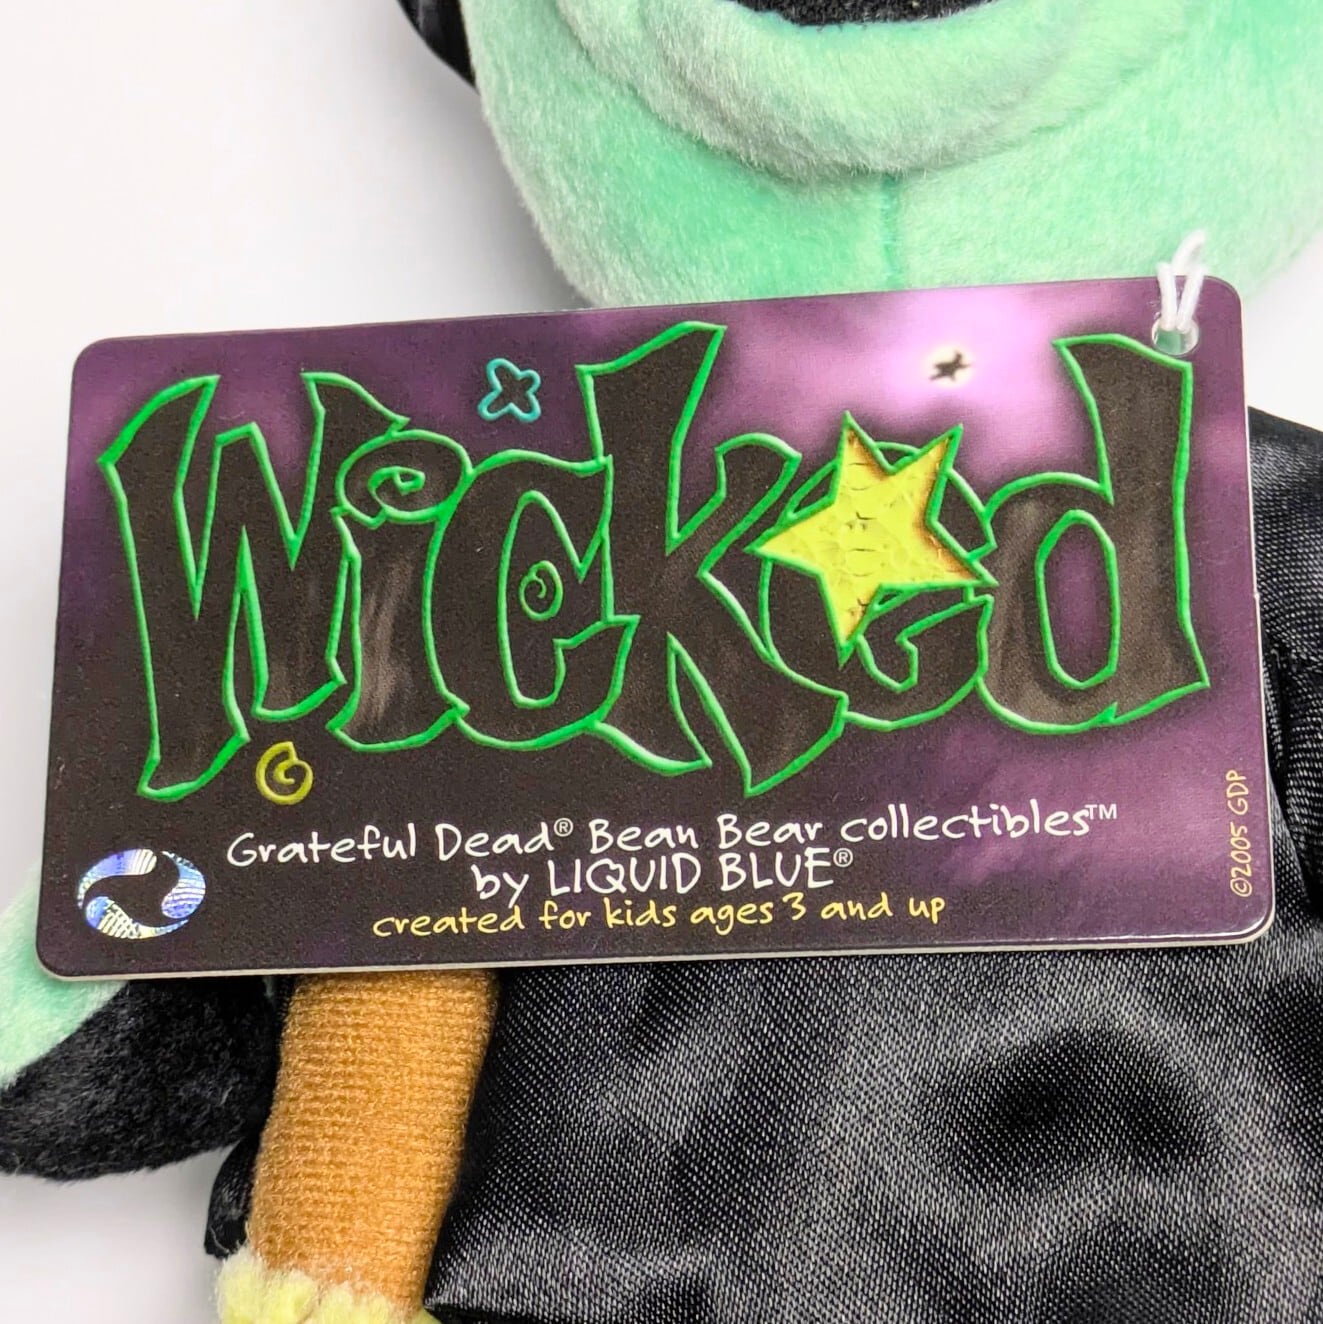 Wicked
Grateful Dead® Bean Bear collectibles™
by LIQUID BLUE®
created for kids ages 3 and up
©2005 GDP